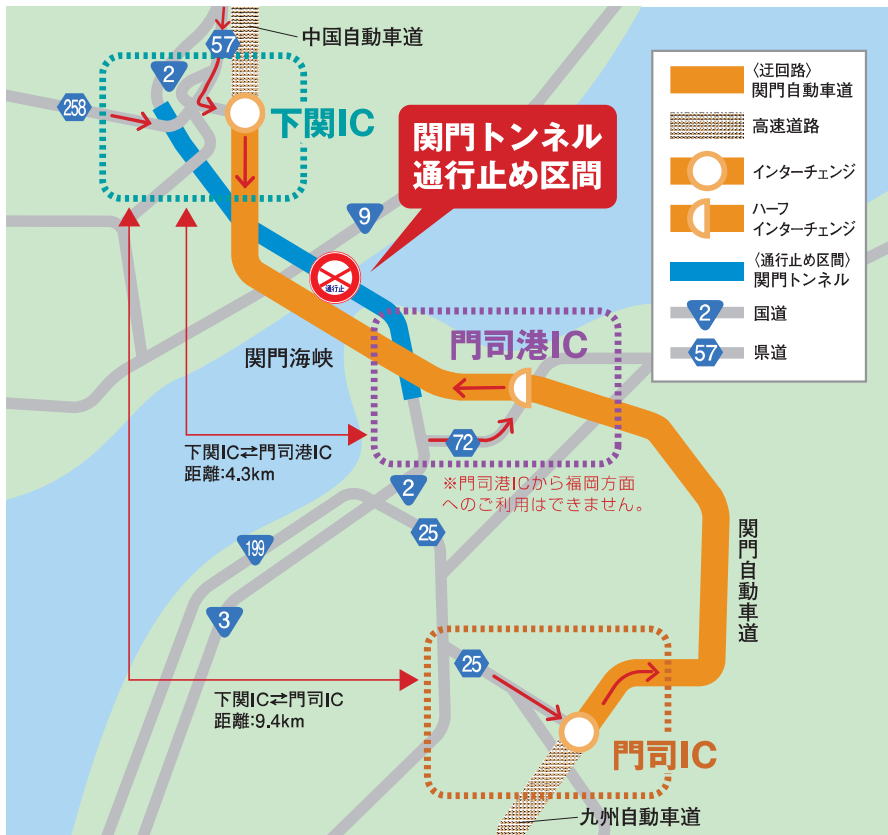 中国自動車道
57
2
258
下関IC
関門トンネル
通行止め区間
9
通行止
〈迂回路〉
関門自動車道
高速道路
インターチェンジ
ハーフ
インターチェンジ
〈通行止め区間〉
関門トンネル
2
国道
57
県道
門司港IC
関門海峡
72
下関IC⇄門司港IC
距離:4.3km
※門司港ICから福岡方面
へのご利用はできません。
2
25
199
3
関門自動車道
25
下関IC⇄門司IC
距離:9.4km
門司IC
九州自動車道